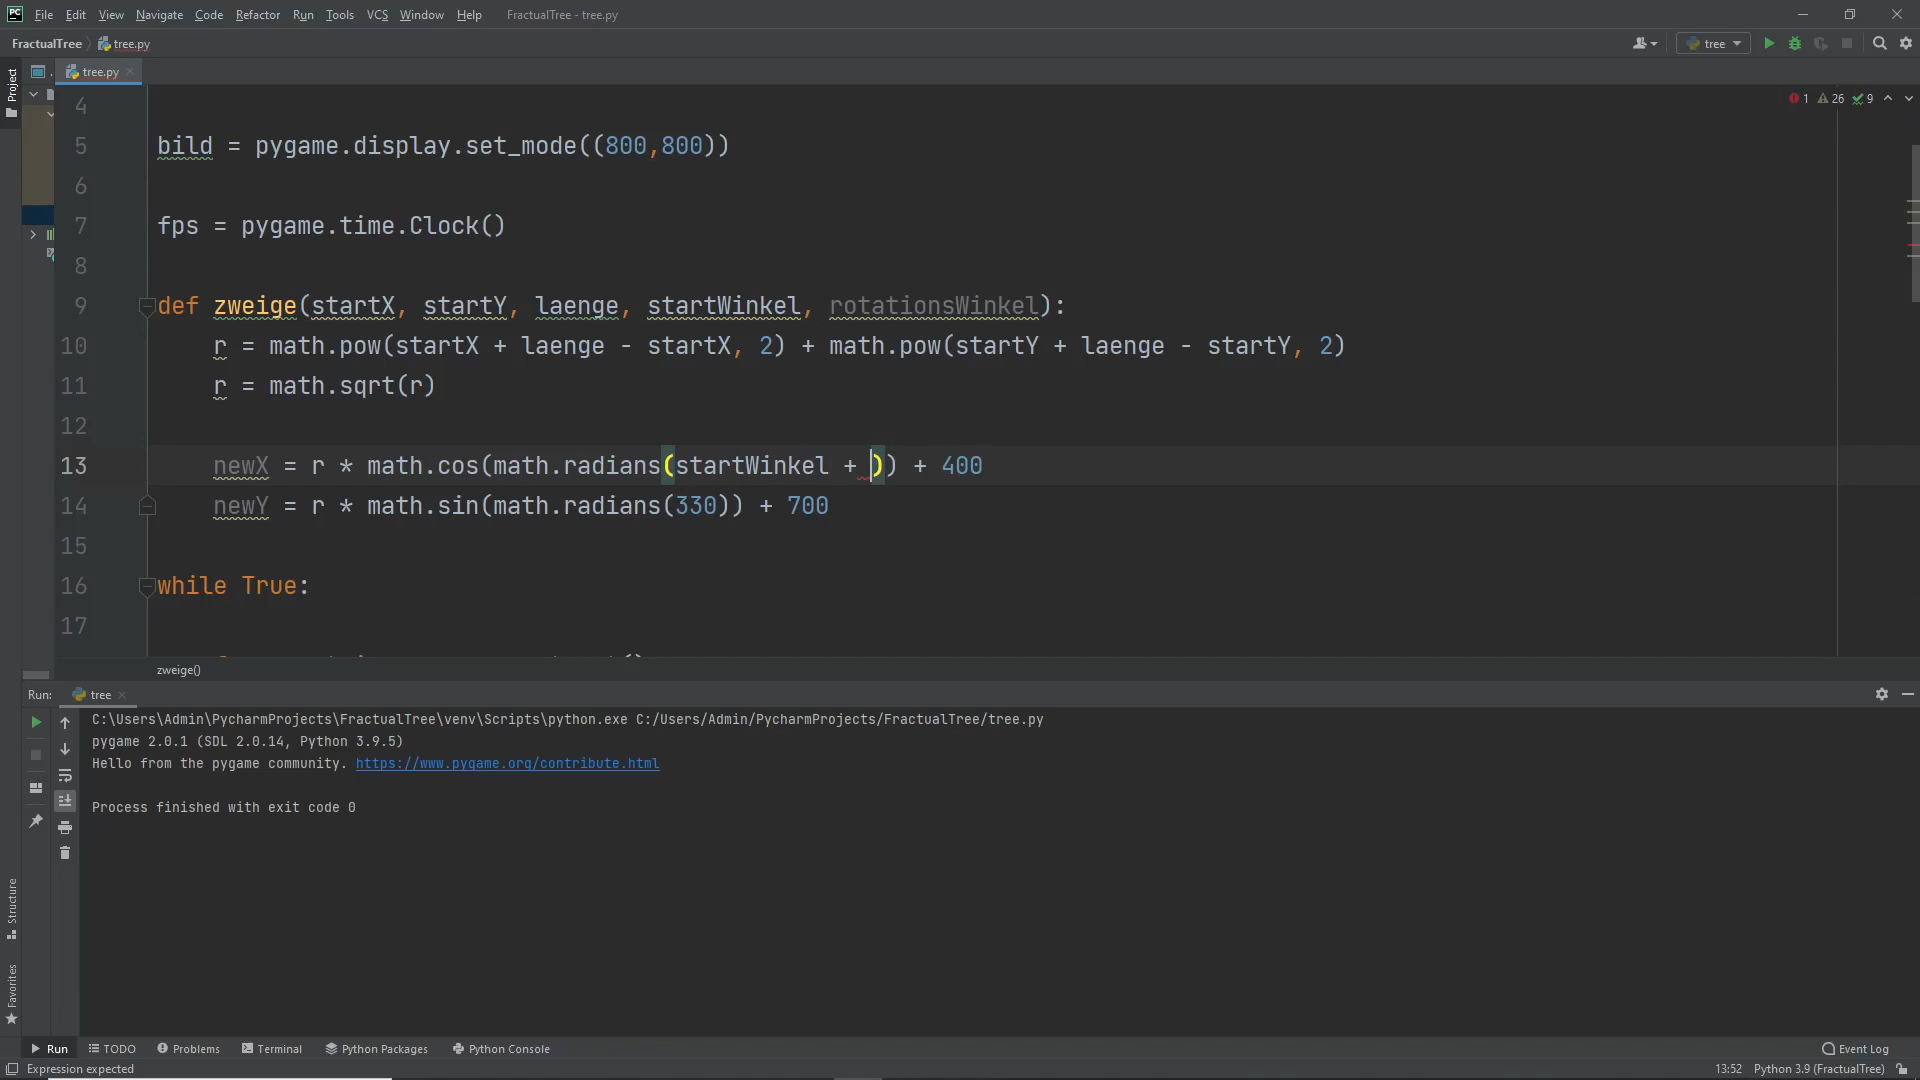 File Edit View Navigate Code Refactor Run Tools VCS Window Help FractualTree - tree.py
FractualTree tree.py tree
Project
tree.py
1 26 9
4
5 bild = pygame.display.set_mode((800,800))
6
7 fps = pygame.time.Clock()
8
9 def zweige(startX, startY, laenge, startWinkel, rotationsWinkel):
10 r = math.pow(startX + laenge - startX, 2) + math.pow(startY + laenge - startY, 2)
11 r = math.sqrt(r)
12
13 newX = r * math.cos(math.radians(startWinkel + )) + 400
14 newY = r * math.sin(math.radians(330)) + 700
15
16 while True:
17
zweige()
Run: tree
C:\Users\Admin\PycharmProjects\FractualTree\venv\Scripts\python.exe C:/Users/Admin/PycharmProjects/FractualTree/tree.py
pygame 2.0.1 (SDL 2.0.14, Python 3.9.5)
Hello from the pygame community. https://www.pygame.org/contribute.html
Process finished with exit code 0
Structure
Favorites
Run TODO Problems Terminal Python Packages Python Console Event Log
Expression expected 13:52 Python 3.9 (FractualTree)